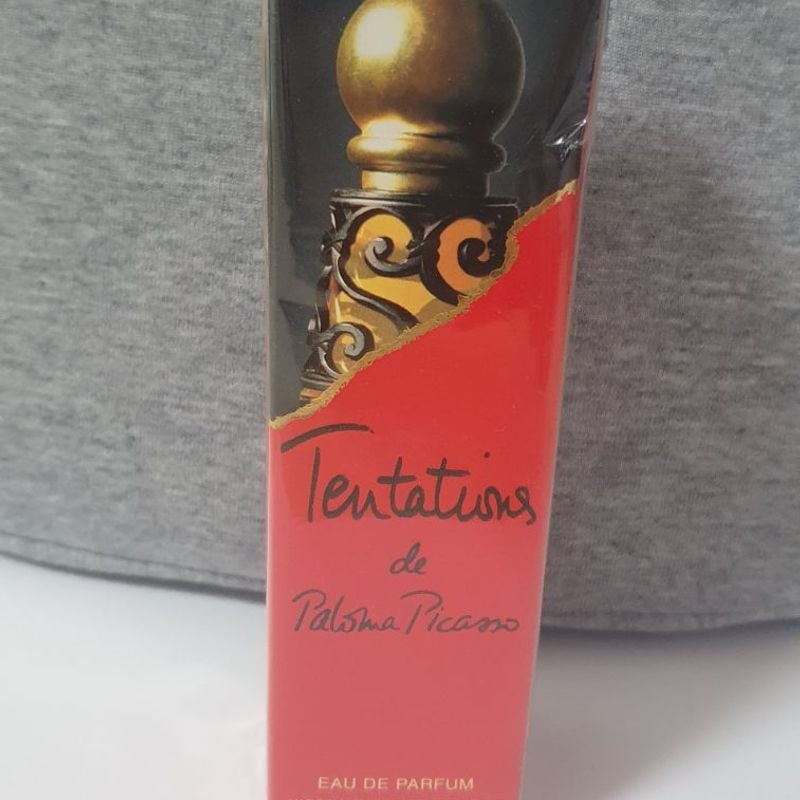 Tentations
de
Paloma Picasso
EAU DE PARFUM